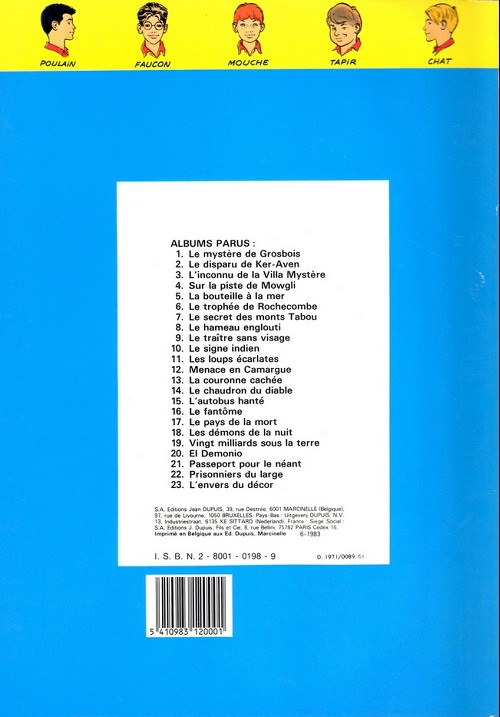 POULAIN FAUCON MOUCHE TAPIR CHAT
ALBUMS PARUS :
1. Le mystère de Grosbois
2. Le disparu de Ker-Aven
3. L'inconnu de la Villa Mystère
4. Sur la piste de Mowgli
5. La bouteille à la mer
6. Le trophée de Rochecombe
7. Le secret des monts Tabou
8. Le hameau englouti
9. Le traître sans visage
10. Le signe indien
11. Les loups écarlates
12. Menace en Camargue
13. La couronne cachée
14. Le chaudron du diable
15. L'autobus hanté
16. Le fantôme
17. Le pays de la mort
18. Les démons de la nuit
19. Vingt milliards sous la terre
20. El Demonio
21. Passeport pour le néant
22. Prisonniers du large
23. L'envers du décor
S.A. Editions Jean DUPUIS, 39, rue Destrée, 6001 MARCINELLE (Belgique),
97, rue de Livourne, 1050 BRUXELLES. Pays-Bas : Uitgeverij DUPUIS, N.V.
13, Industriestraat, 6135 KE SITTARD (Nederland). France : Siège Social :
S.A. Editions J. Dupuis, Fils et Cie, 8, rue Bellini, 75782 PARIS Cedex 16.
Imprimé en Belgique aux Ed. Dupuis, Marcinelle 6-1983
I. S. B. N. 2 - 8001 - 0198 - 9 D. 1971/0089/61
5 410983 120001